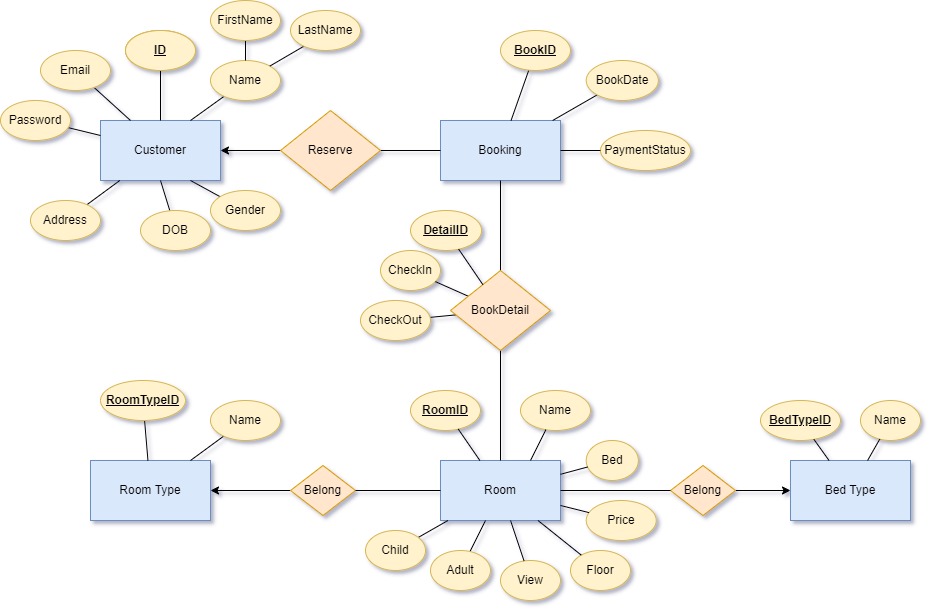 FirstName
LastName
ID
Name
Email
Password
Customer
Address
DOB
Gender
Reserve
BookID
BookDate
Booking
PaymentStatus
DetailID
CheckIn
CheckOut
BookDetail
RoomTypeID
Name
Room Type
Belong
RoomID
Name
Bed
Room
Price
Child
Adult
View
Floor
Belong
BedTypeID
Name
Bed Type